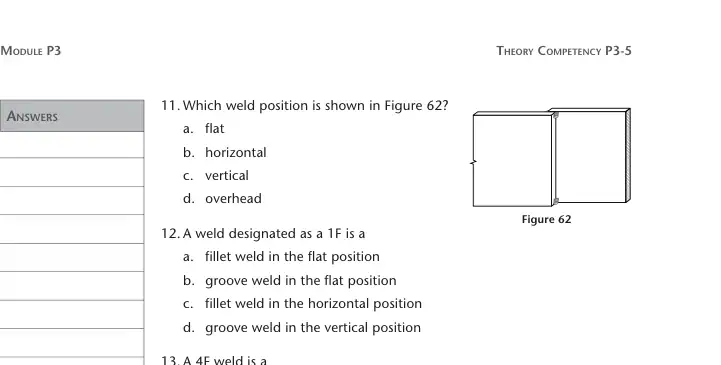 MODULE P3
THEORY COMPETENCY P3-5
ANSWERS
11. Which weld position is shown in Figure 62?
a. flat
b. horizontal
c. vertical
d. overhead
Figure 62
12. A weld designated as a 1F is a
a. fillet weld in the flat position
b. groove weld in the flat position
c. fillet weld in the horizontal position
d. groove weld in the vertical position
13. A 4F weld is a